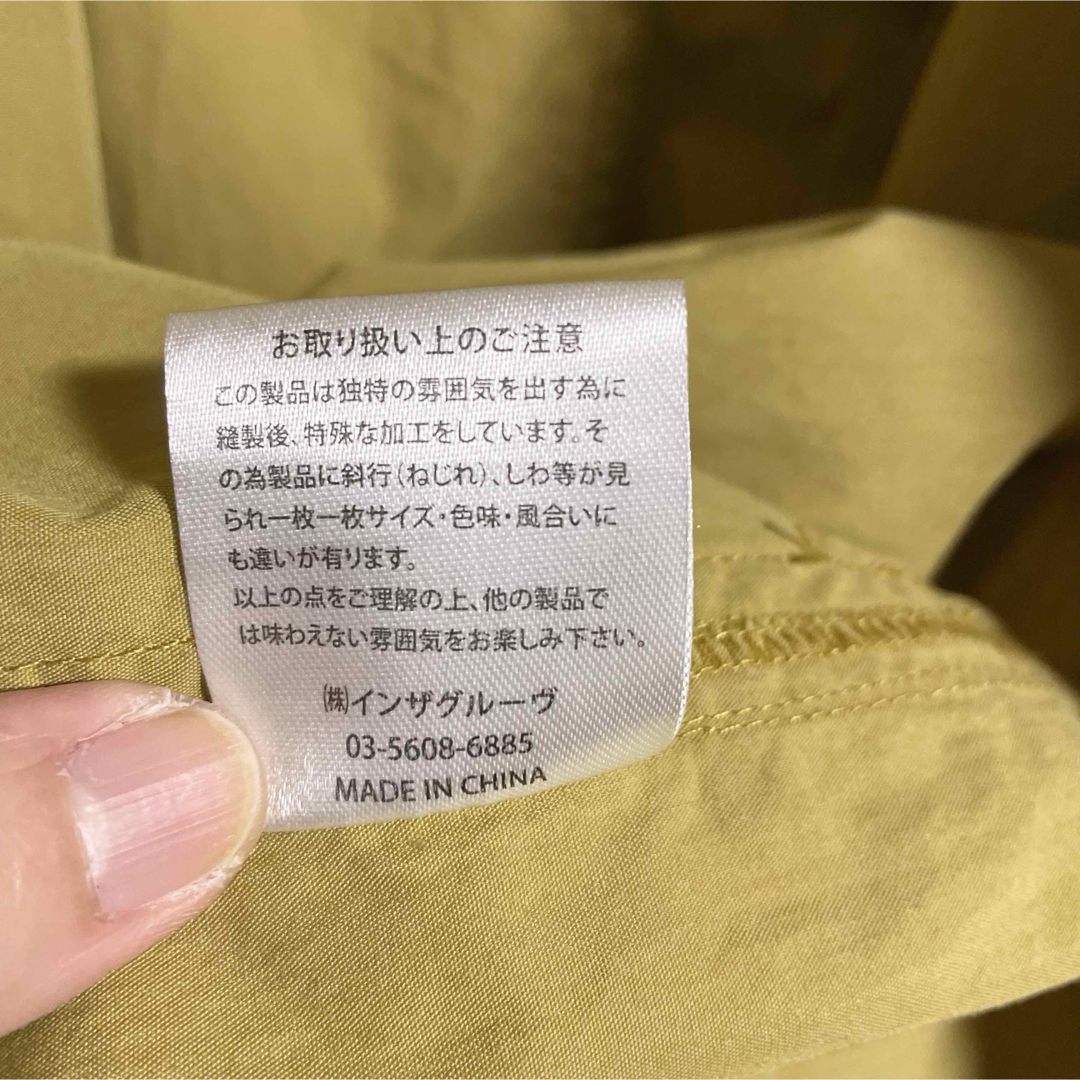 お取り扱い上のご注意
この製品は独特の雰囲気を出す為に
縫製後、特殊な加工をしています。そ
の為製品に斜行(ねじれ)、しわ等が見
られ一枚一枚サイズ・色味・風合いに
も違いが有ります。
以上の点をご理解の上、他の製品で
は味わえない雰囲気をお楽しみ下さい。
㈱インザグルーヴ
03-5608-6885
MADE IN CHINA